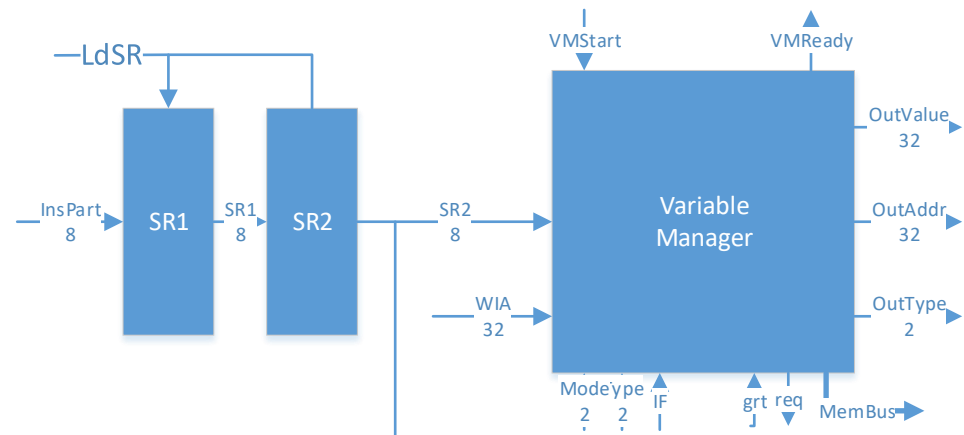 VMStart
VMReady
LdSR
OutValue
32
InsPart
8
SR1
SR1
8
SR2
SR2
8
Variable
Manager
OutAddr
32
WIA
32
OutType
2
Mode
2
ype
2
IF
grt
req
MemBus